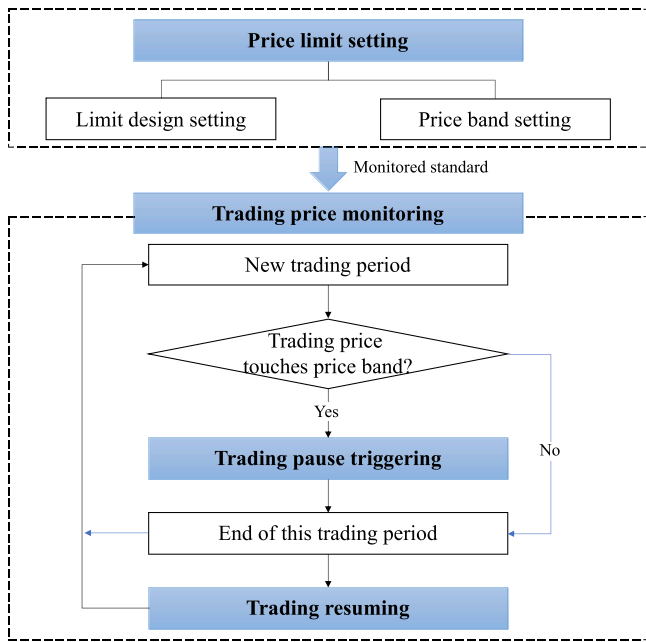 Price limit setting
Limit design setting
Price band setting
Monitored standard
Trading price monitoring
New trading period
Trading price
touches price band?
Yes
No
Trading pause triggering
End of this trading period
Trading resuming